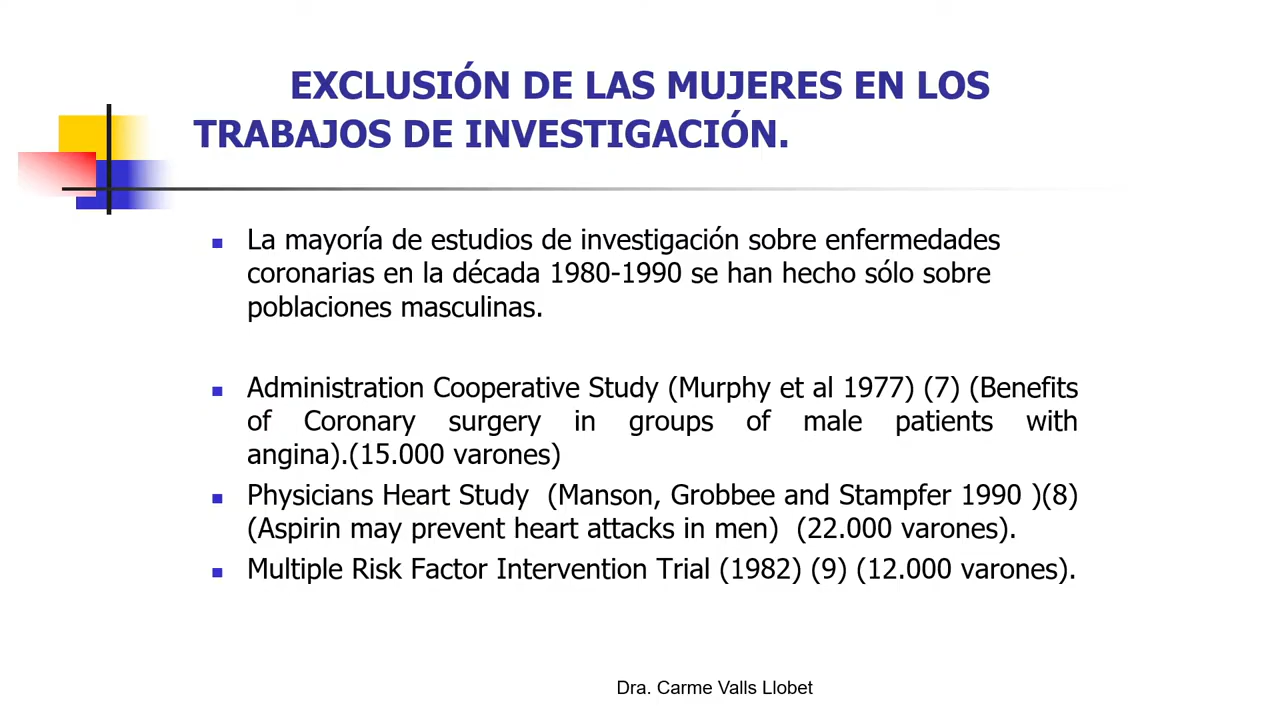 EXCLUSIÓN DE LAS MUJERES EN LOS
TRABAJOS DE INVESTIGACIÓN.
La mayoría de estudios de investigación sobre enfermedades
coronarias en la década 1980-1990 se han hecho sólo sobre
poblaciones masculinas.
Administration Cooperative Study (Murphy et al 1977) (7) (Benefits
of Coronary surgery in groups of male patients with
angina).(15.000 varones)
Physicians Heart Study (Manson, Grobbee and Stampfer 1990 )(8)
(Aspirin may prevent heart attacks in men) (22.000 varones).
Multiple Risk Factor Intervention Trial (1982) (9) (12.000 varones).
Dra. Carme Valls Llobet